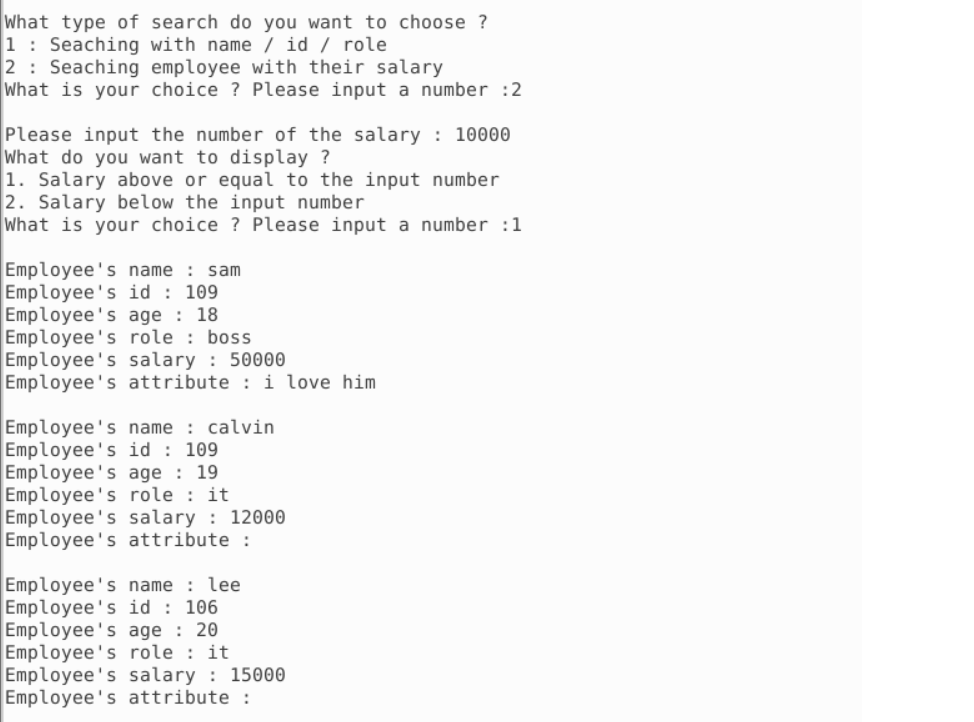 What type of search do you want to choose ?
1 : Seaching with name / id / role
2 : Seaching employee with their salary
What is your choice ? Please input a number :2
Please input the number of the salary : 10000
What do you want to display ?
1. Salary above or equal to the input number
2. Salary below the input number
What is your choice ? Please input a number :1
Employee's name : sam
Employee's id : 109
Employee's age : 18
Employee's role : boss
Employee's salary : 50000
Employee's attribute : i love him
Employee's name : calvin
Employee's id : 109
Employee's age : 19
Employee's role : it
Employee's salary : 12000
Employee's attribute :
Employee's name : lee
Employee's id : 106
Employee's age : 20
Employee's role : it
Employee's salary : 15000
Employee's attribute :